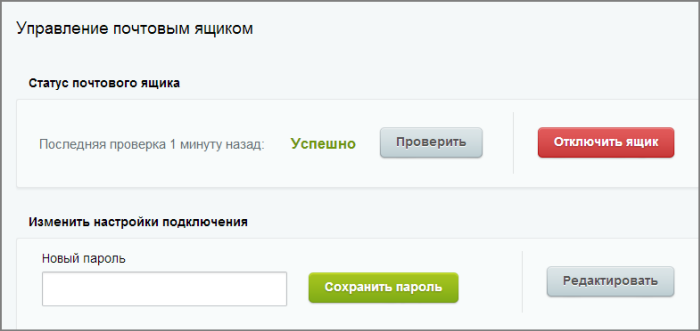 Управление почтовым ящиком
Статус почтового ящика
Последняя проверка 1 минуту назад: Успешно Проверить Отключить ящик
Изменить настройки подключения
Новый пароль
Сохранить пароль Редактировать